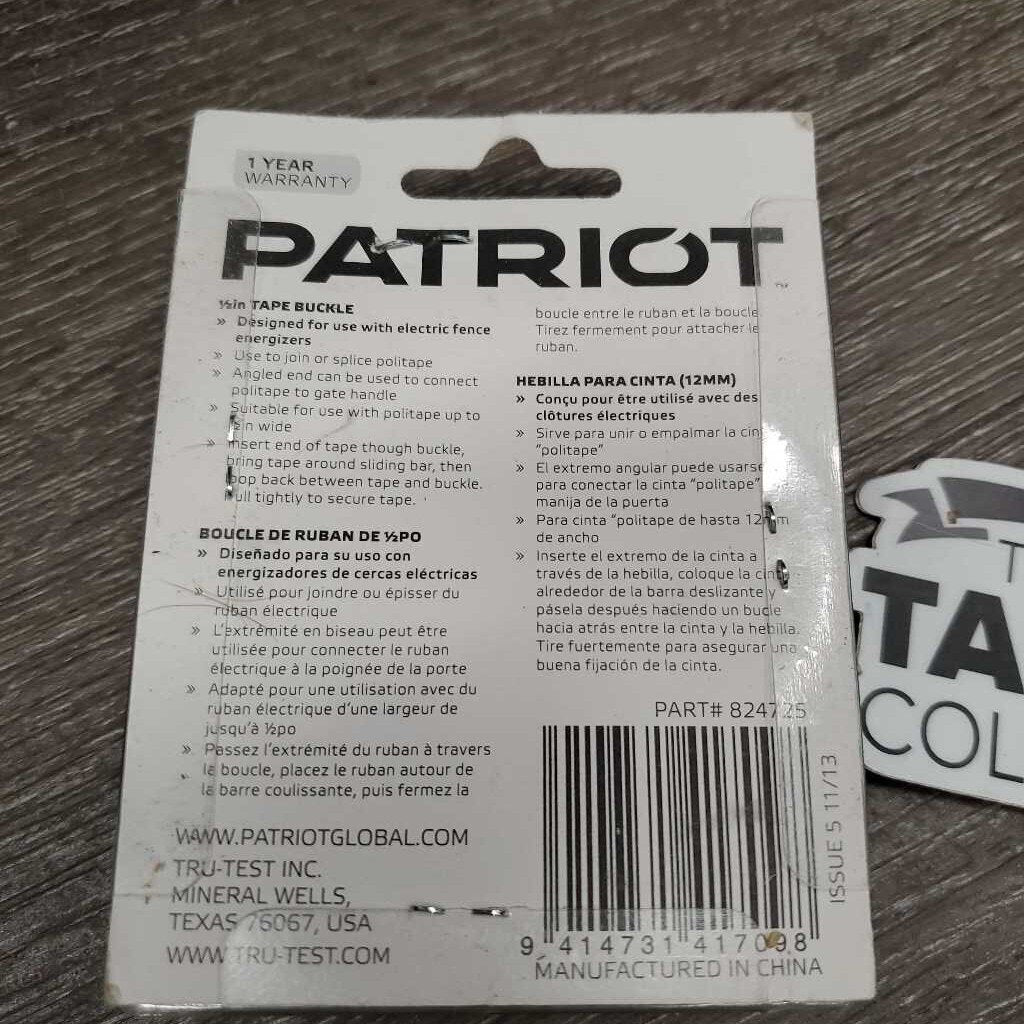 1 YEAR
WARRANTY
PATRIOT
½in TAPE BUCKLE
» Designed for use with electric fence
energizers
» Use to join or splice politape
» Angled end can be used to connect
politape to gate handle
» Suitable for use with politape up to
½in wide
» Insert end of tape though buckle,
bring tape around sliding bar, then
loop back between tape and buckle.
Pull tightly to secure tape.
BOUCLE DE RUBAN DE ½PO
» Diseñado para su uso con
energizadores de cercas eléctricas
» Utilisé pour joindre ou épisser du
ruban électrique
» L'extrémité en biseau peut être
utilisée pour connecter le ruban
électrique à la poignée de la porte
» Adapté pour une utilisation avec du
ruban électrique d'une largeur de
jusqu'à ½po
» Passez l'extrémité du ruban à travers
la boucle, placez le ruban autour de
la barre coulissante, puis fermez la
boucle entre le ruban et la boucle.
Tirez fermement pour attacher le
ruban.
HEBILLA PARA CINTA (12MM)
» Conçu pour être utilisé avec des
clôtures électriques
» Sirve para unir o empalmar la cin
"politape"
» El extremo angular puede usarse
para conectar la cinta "politape"
manija de la puerta
» Para cinta "politape de hasta 12mm
de ancho
» Inserte el extremo de la cinta a
través de la hebilla, coloque la cinta
alrededor de la barra deslizante y
pásela después haciendo un bucle
hacia atrás entre la cinta y la hebilla.
Tire fuertemente para asegurar una
buena fijación de la cinta.
PART# 824725
ISSUE 5 11/13
WWW.PATRIOTGLOBAL.COM
TRU-TEST INC.
MINERAL WELLS,
TEXAS 76067, USA
WWW.TRU-TEST.COM
9 414731 417098
MANUFACTURED IN CHINA
TA
COL